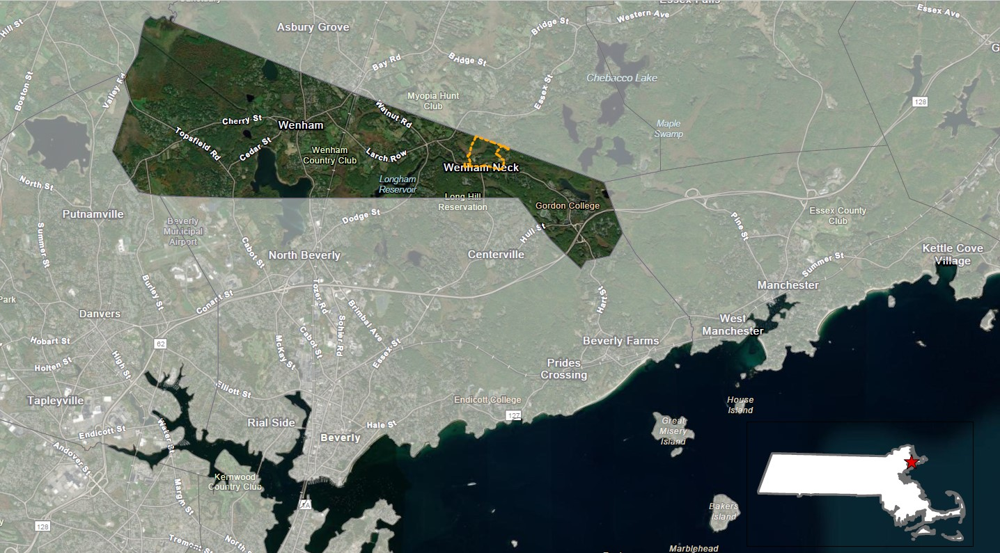 Essex Falls
Western Ave
Essex Ave
Hill St
Asbury Grove
Bridge St
Bay Rd
Bridge St
Boston St
Valley Rd
Chebacco Lake
Essex St
Myopia Hunt
Club
128
Walnut Rd
Cherry St
Wenham
Maple
Swamp
Topsfield Rd
Cedar St
Wenham
Country Club
Larch Row
Wenham Neck
North St
Longham
Reservoir
Long Hill
Reservation
Gordon College
Putnamville
Dodge St
Essex County
Club
Beverly
Municipal
Airport
Hull St
Pine St
Summer St
Cabot St
North Beverly
Centerville
Kettle Cove
Village
Summer St
Burley St
Manchester
Park
Conant St
Tozer Rd
Hart St
Danvers
Brimbal Ave
Sohier Rd
West
Manchester
Hobart St
62
McKay St
Cabot St
Essex St
Beverly Farms
Holten St
High St
Prides
Crossing
Elliott St
Tapleyville
Endicott College
House
Island
127
Rial Side
Hale St
Great
Misery
Island
Endicott St
Water St
Beverly
Andover St
Kernwood
Country Club
Margin St
1A
Bakers
Island
128
Tremont St
North
Marblehead